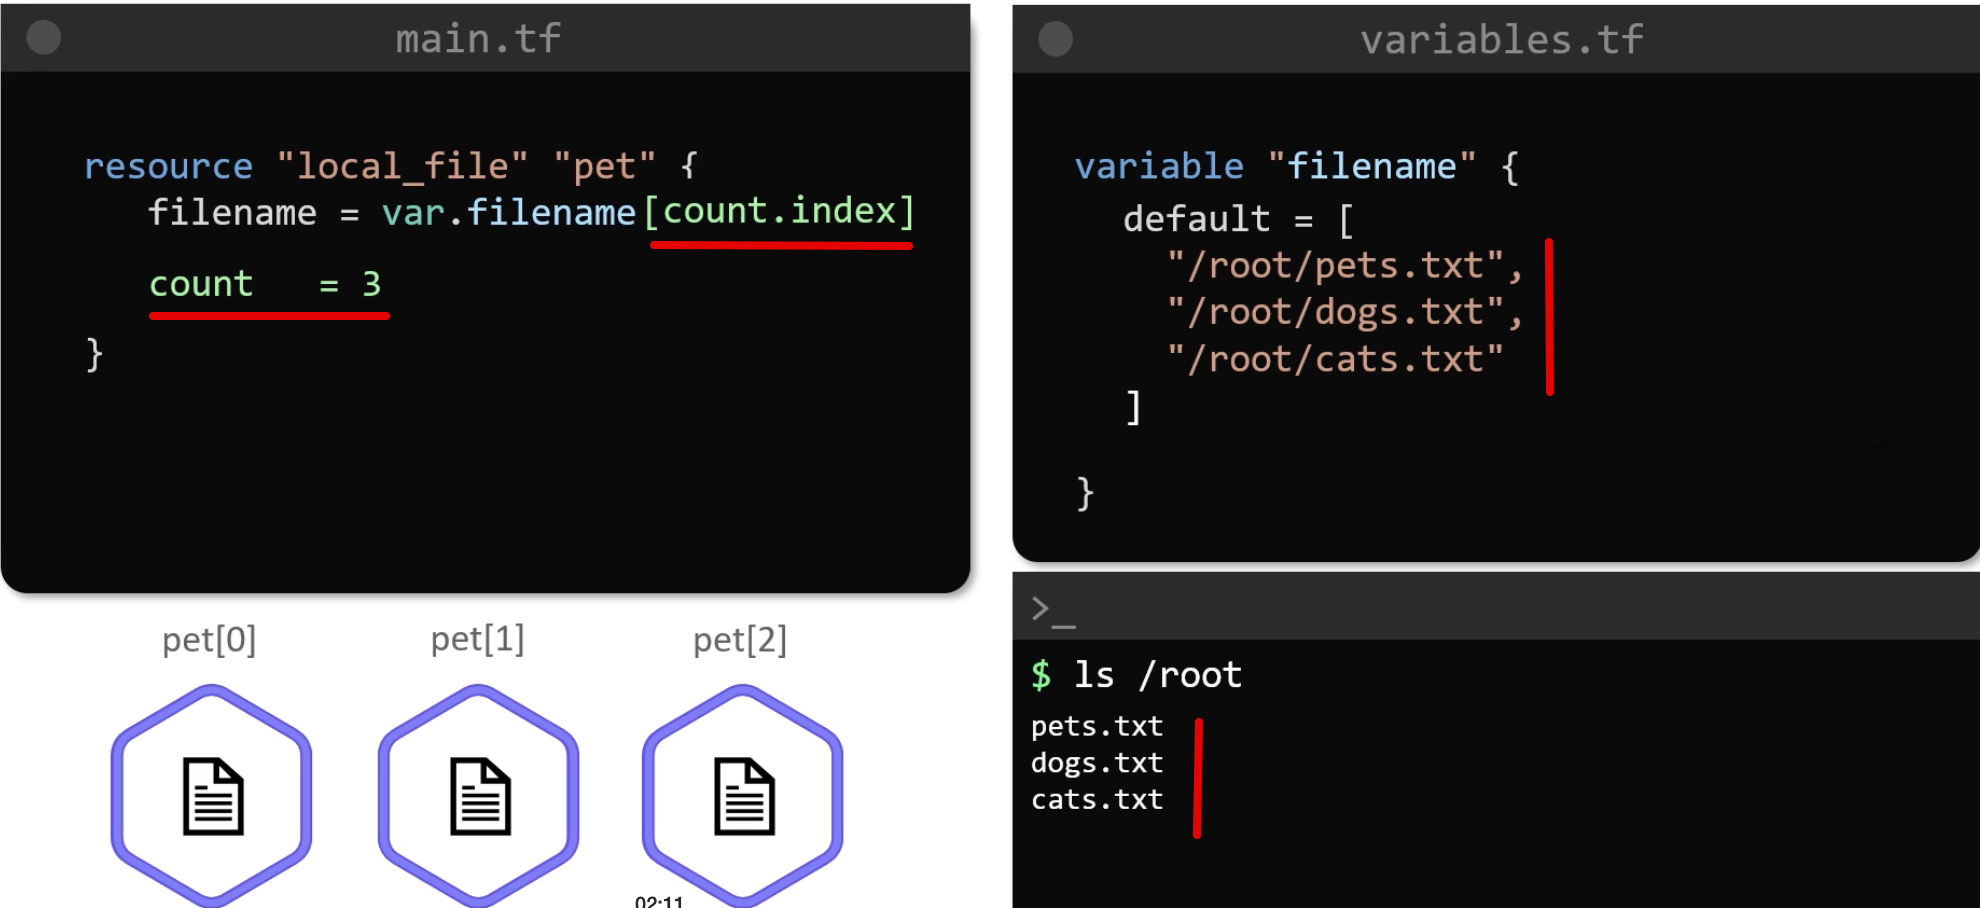 main.tf
resource "local_file" "pet" {
filename = var.filename[count.index]
count = 3
}
variables.tf
variable "filename" {
default = [
"/root/pets.txt",
"/root/dogs.txt",
"/root/cats.txt"
]
}
pet[0] pet[1] pet[2]
02:11
>_
$ ls /root
pets.txt
dogs.txt
cats.txt